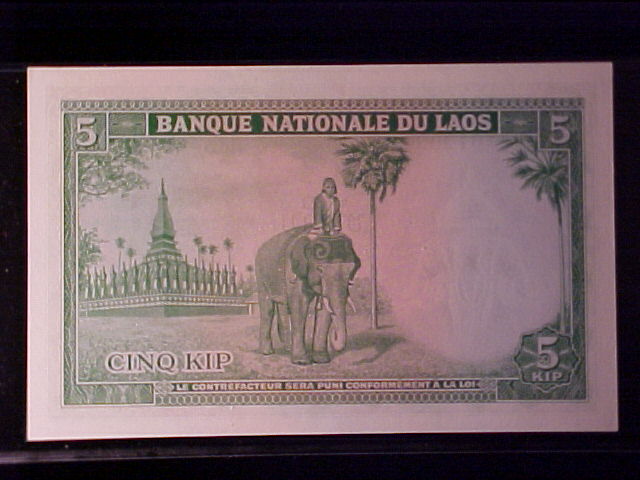 5 BANQUE NATIONALE DU LAOS 5
CINQ KIP
5
KIP
LE CONTREFACTEUR SERA PUNI CONFORMEMENT A LA LOI